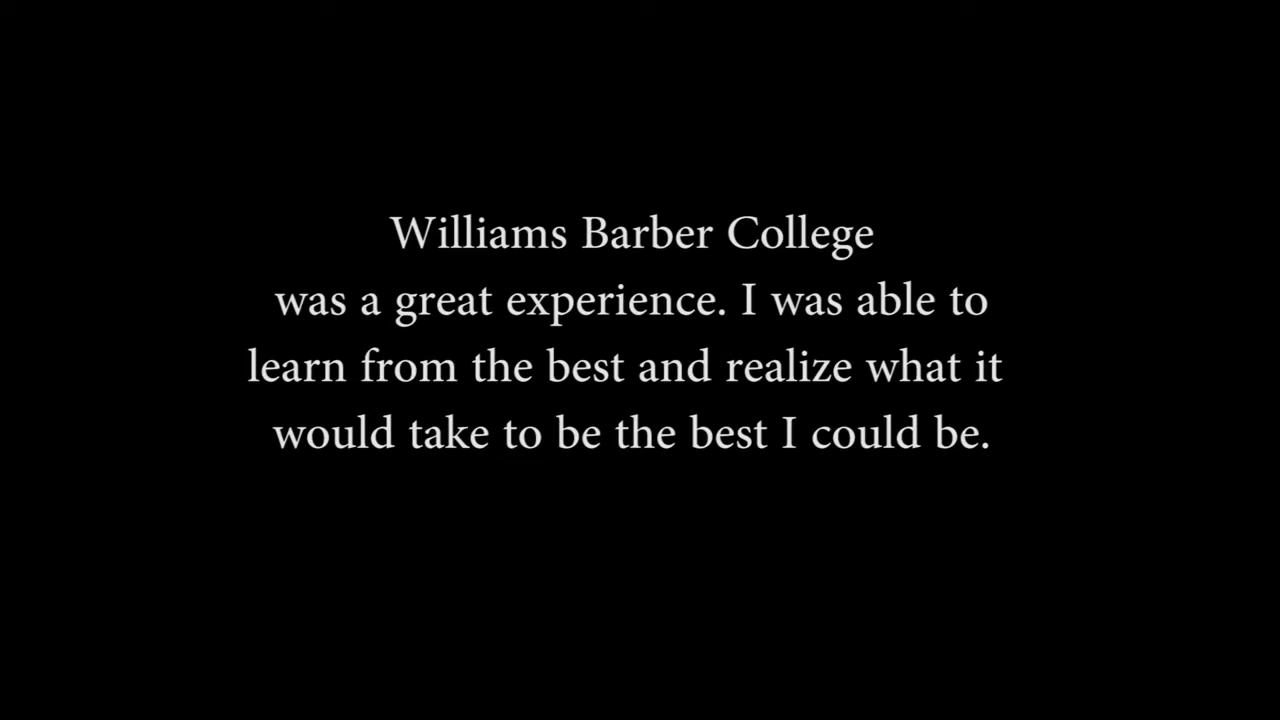 Williams Barber College
was a great experience. I was able to
learn from the best and realize what it
would take to be the best I could be.